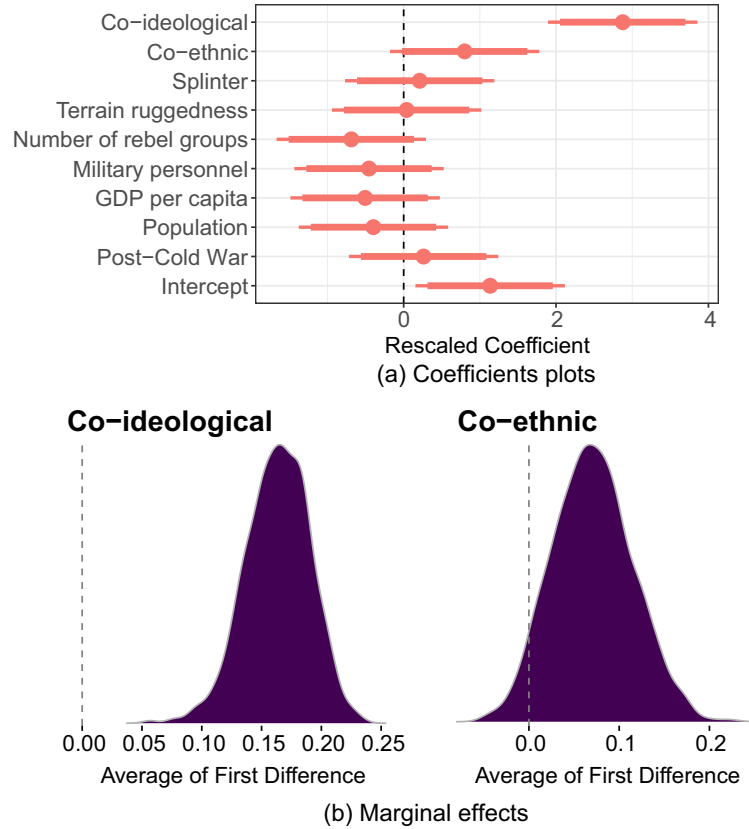 Co−ideological
Co−ethnic
Splinter
Terrain ruggedness
Number of rebel groups
Military personnel
GDP per capita
Population
Post−Cold War
Intercept
0 2 4
Rescaled Coefficient
(a) Coefficients plots
Co−ideological Co−ethnic
0.00 0.05 0.10 0.15 0.20 0.25 0.0 0.1 0.2
Average of First Difference Average of First Difference
(b) Marginal effects